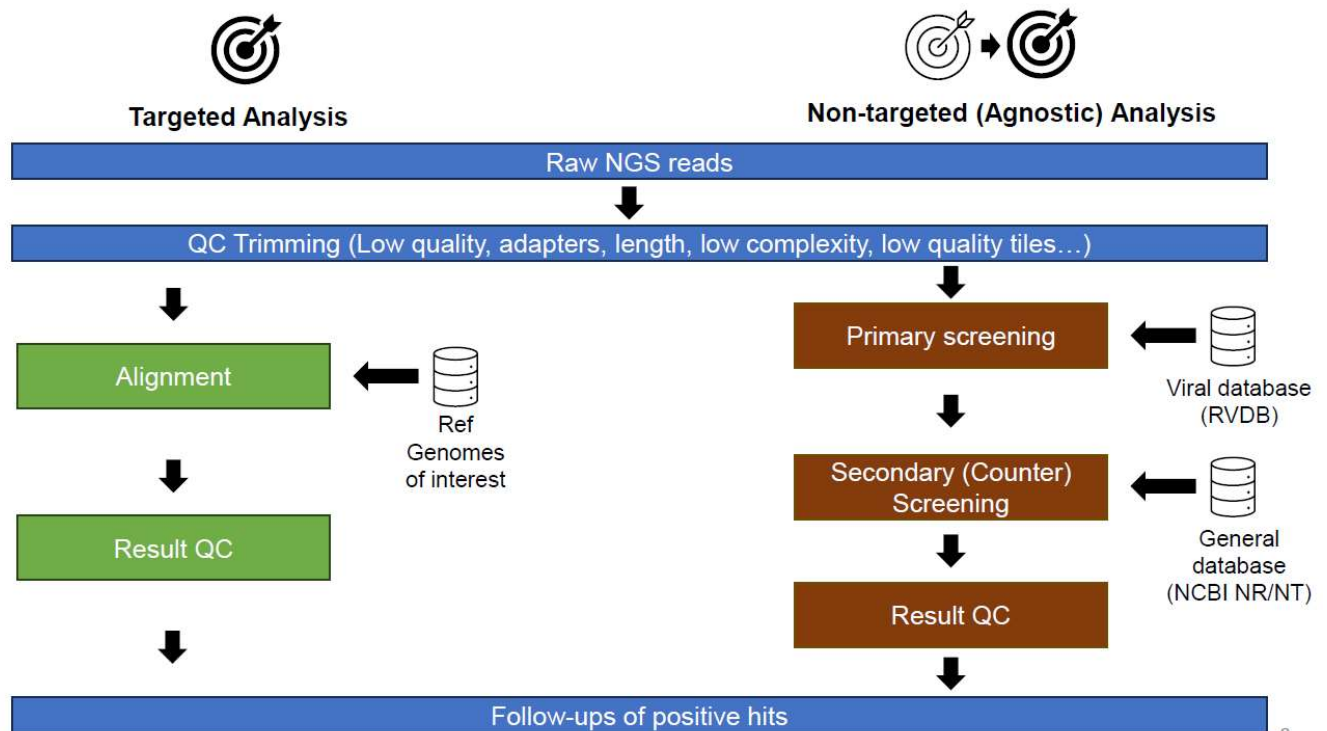 Targeted Analysis
Non-targeted (Agnostic) Analysis
Raw NGS reads
QC Trimming (Low quality, adapters, length, low complexity, low quality tiles…)
Alignment
Ref
Genomes
of interest
Result QC
Primary screening
Viral database
(RVDB)
Secondary (Counter)
Screening
General
database
(NCBI NR/NT)
Result QC
Follow-ups of positive hits